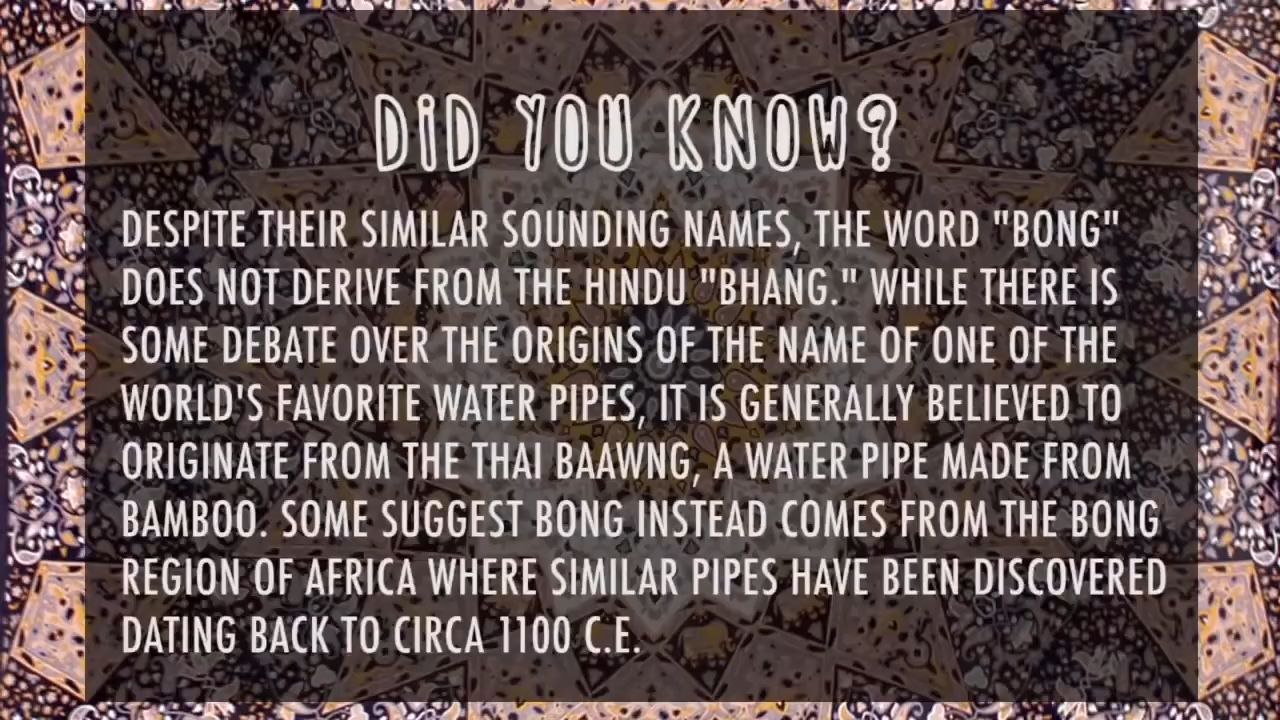 DiD YOU KNOW?
DESPITE THEIR SIMILAR SOUNDING NAMES, THE WORD "BONG"
DOES NOT DERIVE FROM THE HINDU "BHANG." WHILE THERE IS
SOME DEBATE OVER THE ORIGINS OF THE NAME OF ONE OF THE
WORLD'S FAVORITE WATER PIPES, IT IS GENERALLY BELIEVED TO
ORIGINATE FROM THE THAI BAAWNG, A WATER PIPE MADE FROM
BAMBOO. SOME SUGGEST BONG INSTEAD COMES FROM THE BONG
REGION OF AFRICA WHERE SIMILAR PIPES HAVE BEEN DISCOVERED
DATING BACK TO CIRCA 1100 C.E.